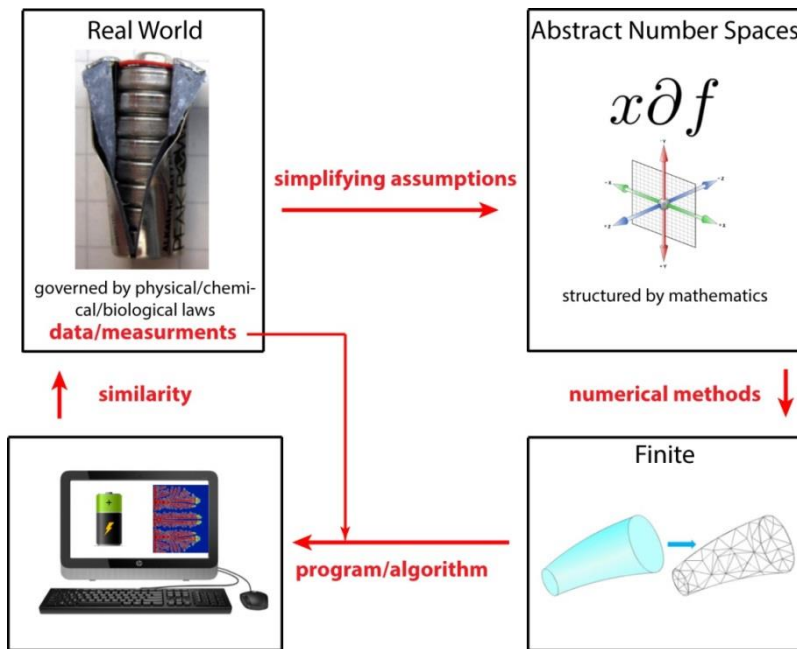 Real World
Abstract Number Spaces
x∂f
simplifying assumptions
governed by physical/chemi-
cal/biological laws
data/measurments
structured by mathematics
similarity
numerical methods
Finite
program/algorithm